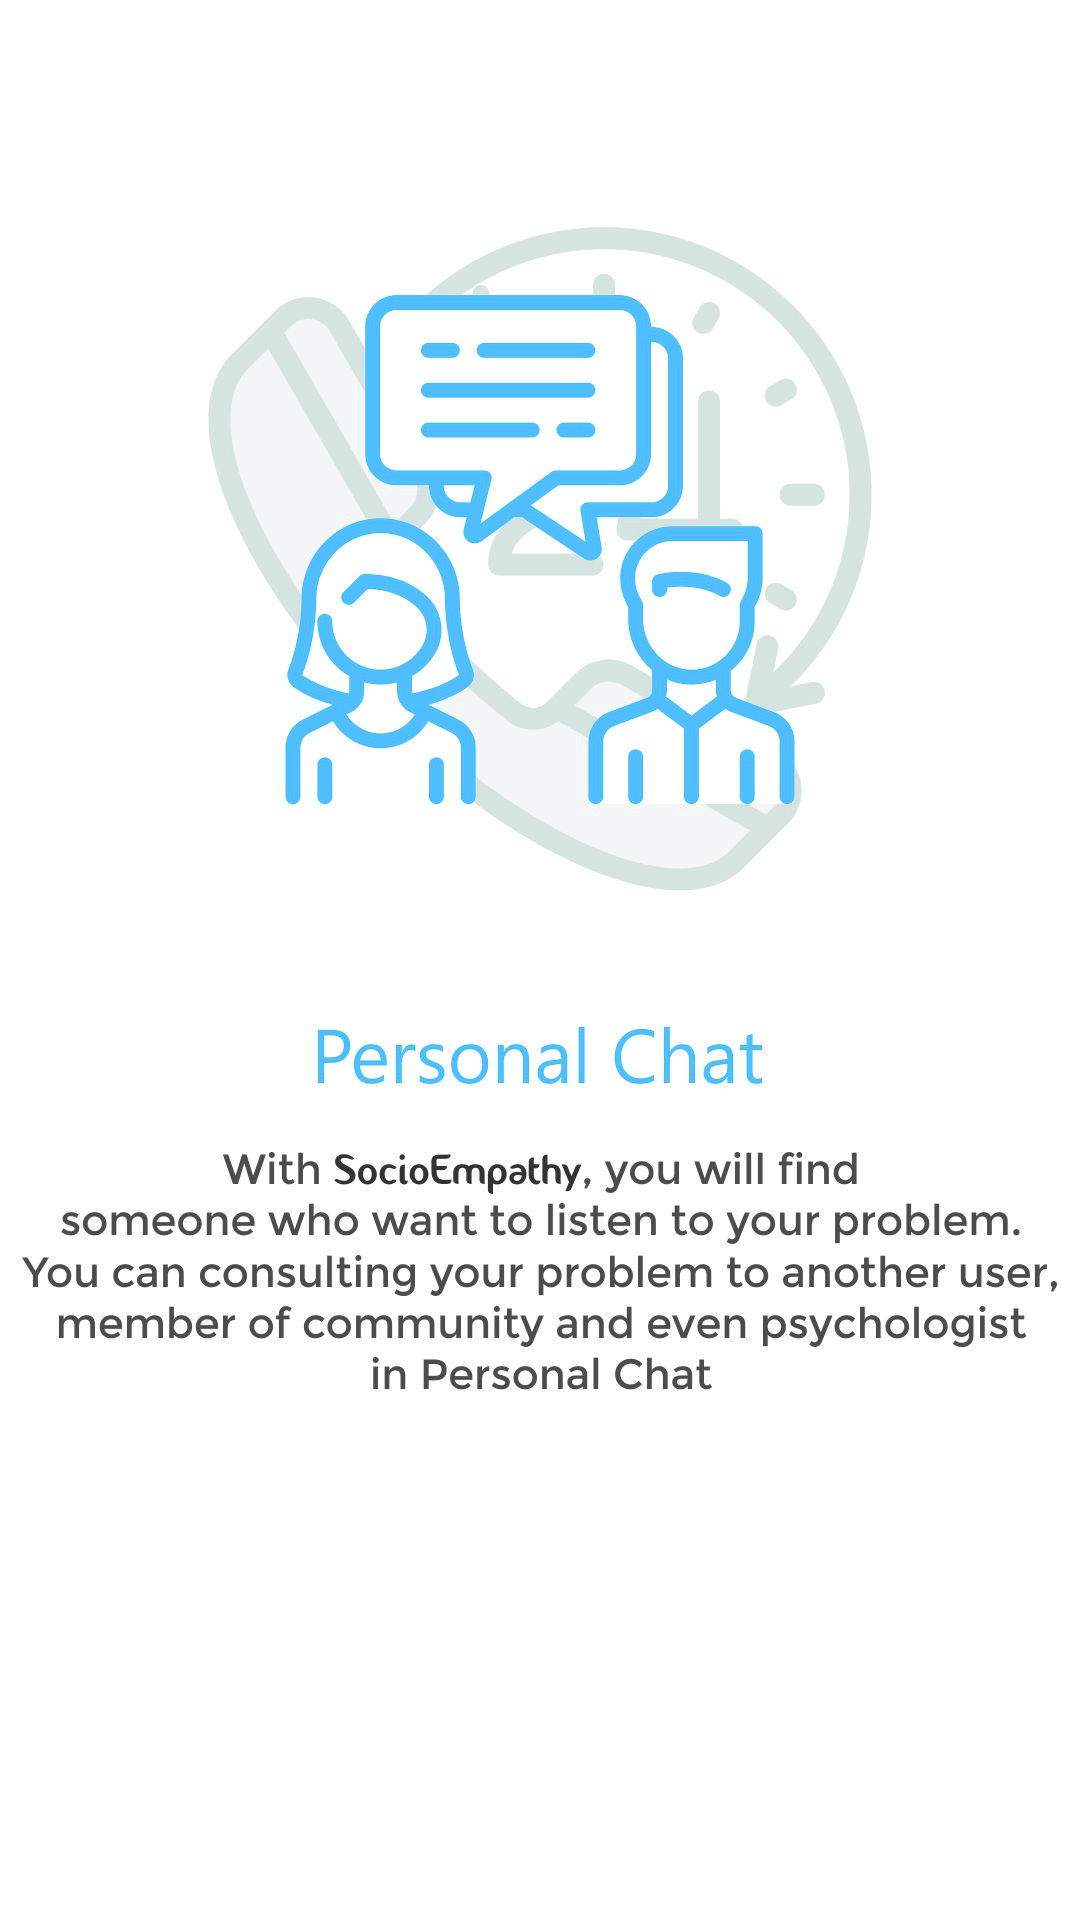 Personal Chat
With SocioEmpathy, you will find
someone who want to listen to your problem.
You can consulting your problem to another user,
member of community and even psychologist
in Personal Chat